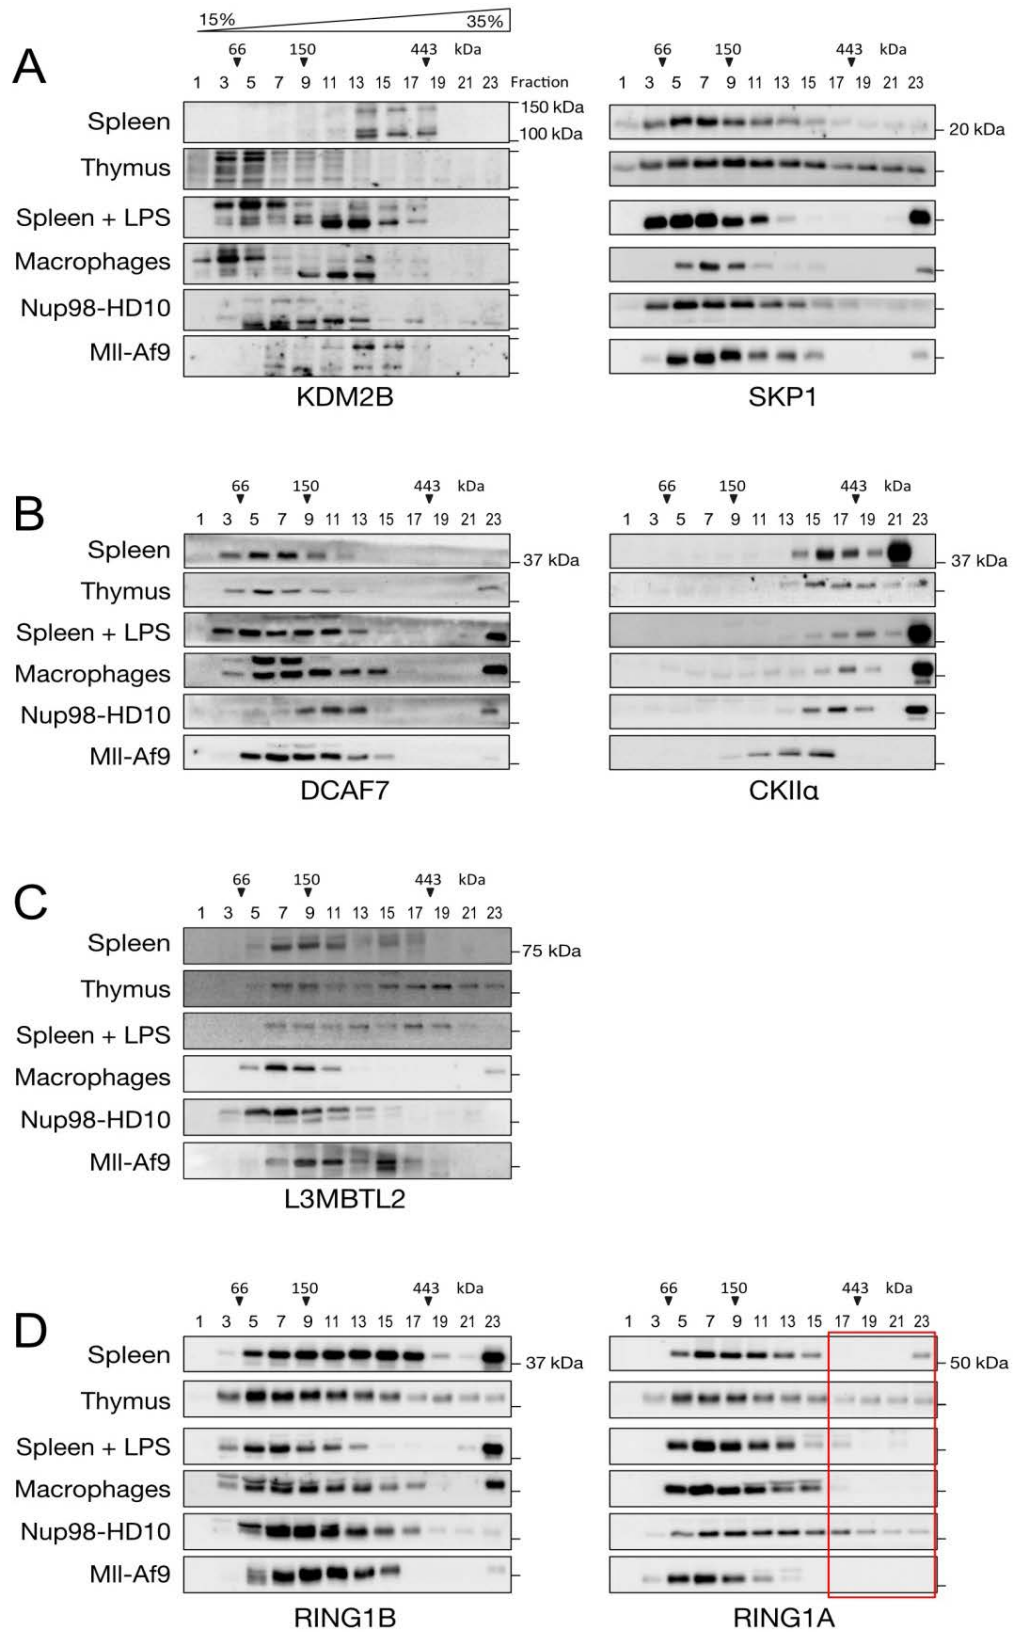 15% 35%
A
66 150 443 kDa
1 3 5 7 9 11 13 15 17 19 21 23 Fraction
Spleen
150 kDa
100 kDa
Thymus
Spleen + LPS
Macrophages
Nup98-HD10
Mll-Af9
KDM2B
66 150 443 kDa
1 3 5 7 9 11 13 15 17 19 21 23
20 kDa
SKP1
B
66 150 443 kDa
1 3 5 7 9 11 13 15 17 19 21 23
Spleen
37 kDa
Thymus
Spleen + LPS
Macrophages
Nup98-HD10
Mll-Af9
DCAF7
66 150 443 kDa
1 3 5 7 9 11 13 15 17 19 21 23
37 kDa
CKIIα
C
66 150 443 kDa
1 3 5 7 9 11 13 15 17 19 21 23
Spleen
75 kDa
Thymus
Spleen + LPS
Macrophages
Nup98-HD10
Mll-Af9
L3MBTL2
D
66 150 443 kDa
1 3 5 7 9 11 13 15 17 19 21 23
Spleen
37 kDa
Thymus
Spleen + LPS
Macrophages
Nup98-HD10
Mll-Af9
RING1B
66 150 443 kDa
1 3 5 7 9 11 13 15 17 19 21 23
50 kDa
RING1A